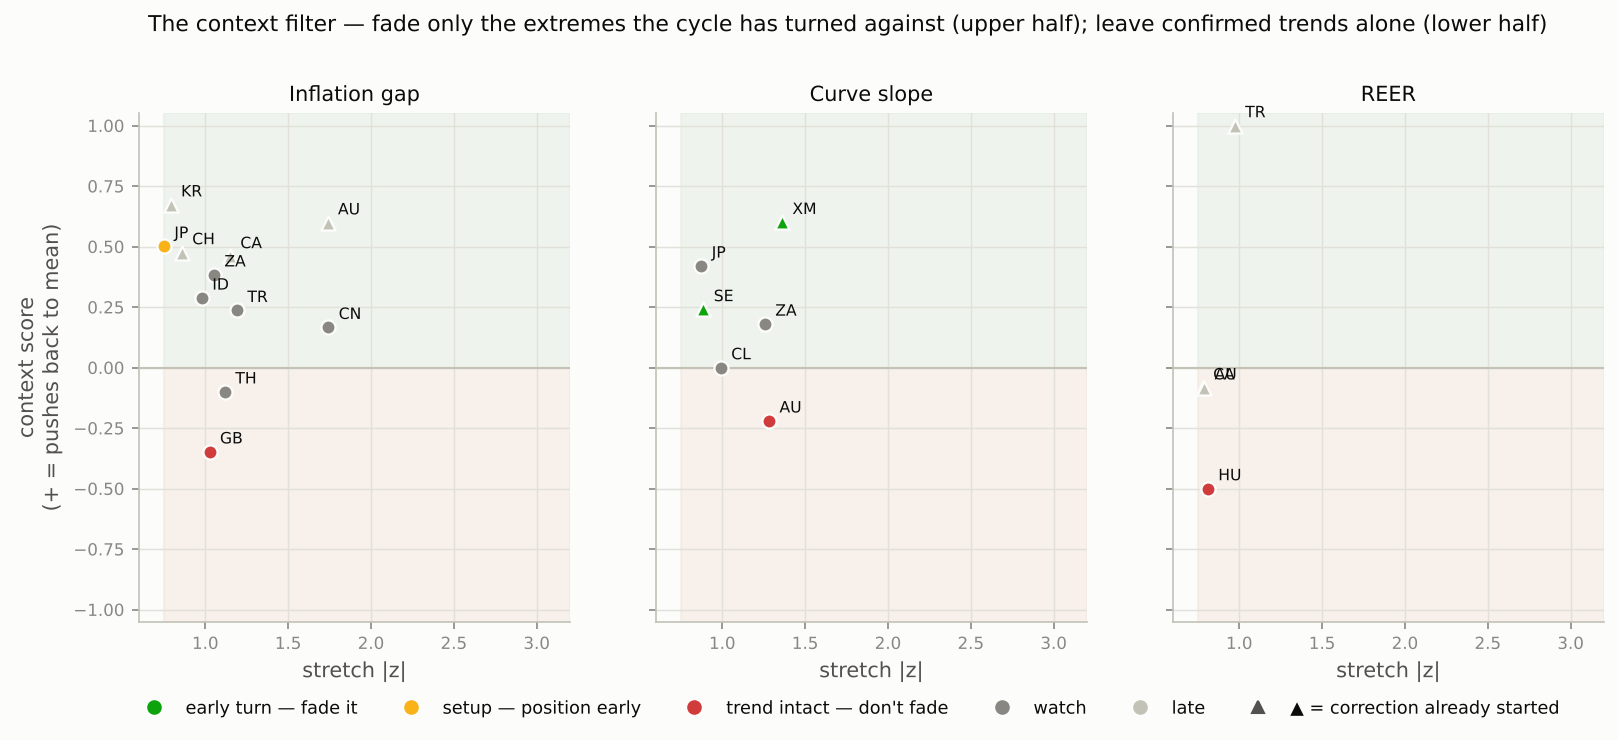 The context filter — fade only the extremes the cycle has turned against (upper half); leave confirmed trends alone (lower half)
Inflation gap
Curve slope
REER
context score
(+ = pushes back to mean)
1.00
0.75
0.50
0.25
0.00
−0.25
−0.50
−0.75
−1.00
KR
AU
JP
CH
CA
ZA
ID
TR
CN
TH
GB
1.0
1.5
2.0
2.5
3.0
stretch |z|
XM
JP
SE
ZA
CL
AU
1.0
1.5
2.0
2.5
3.0
stretch |z|
TR
AU
HU
1.0
1.5
2.0
2.5
3.0
stretch |z|
early turn — fade it
setup — position early
trend intact — don't fade
watch
late
▲ = correction already started